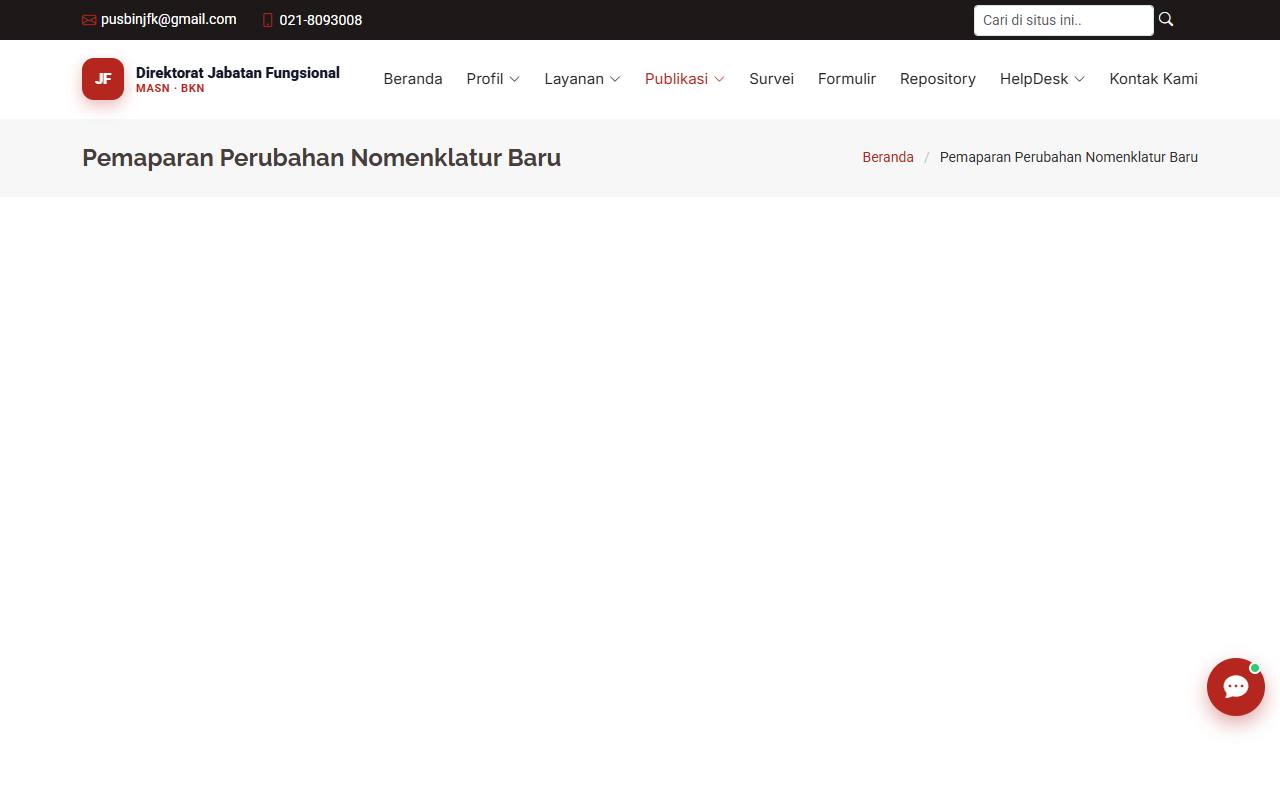 pusbinjfk@gmail.com 021-8093008 Cari di situs ini..
JF Direktorat Jabatan Fungsional
MASN · BKN
Beranda Profil Layanan Publikasi Survei Formulir Repository HelpDesk Kontak Kami
Pemaparan Perubahan Nomenklatur Baru
Beranda / Pemaparan Perubahan Nomenklatur Baru